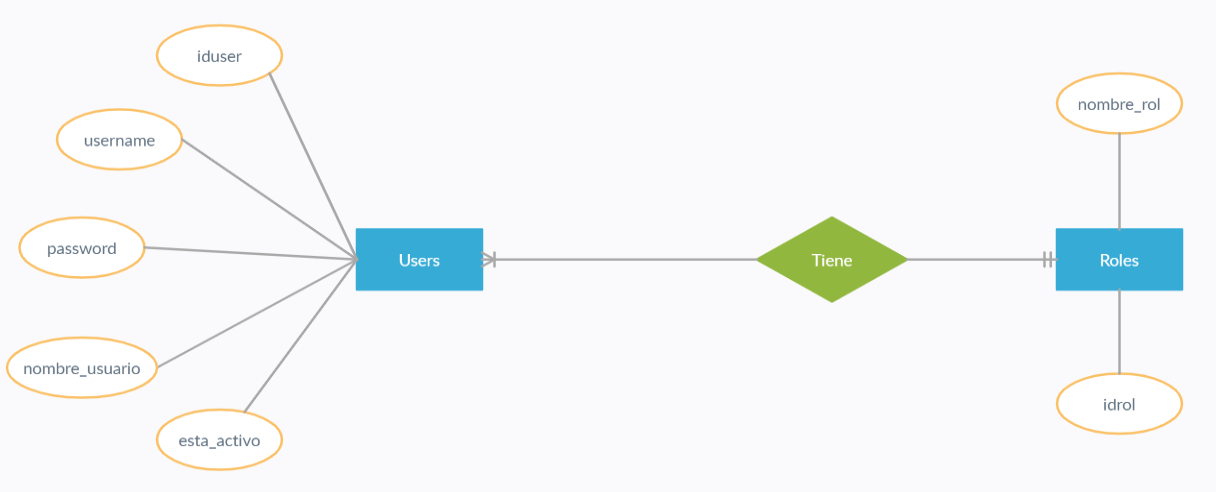 iduser
username
password
nombre_usuario
esta_activo
Users
Tiene
nombre_rol
Roles
idrol